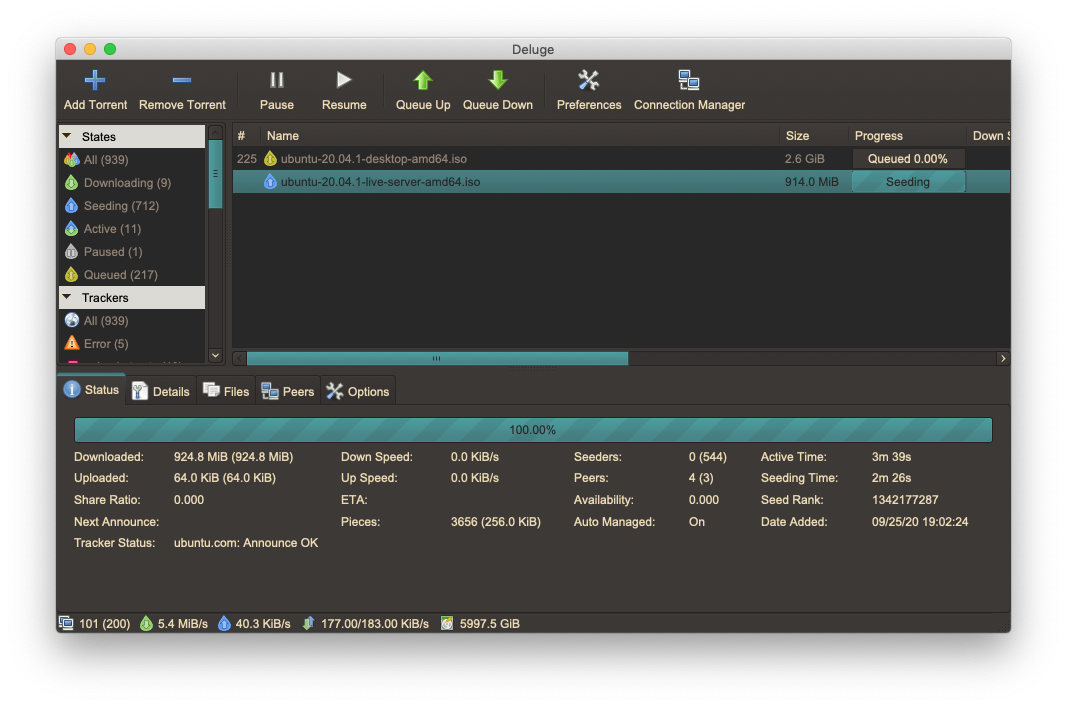 Deluge
Add Torrent Remove Torrent Pause Resume Queue Up Queue Down Preferences Connection Manager
States
All (939)
Downloading (9)
Seeding (712)
Active (11)
Paused (1)
Queued (217)
Trackers
All (939)
Error (5)
# Name Size Progress Down
225 ubuntu-20.04.1-desktop-amd64.iso 2.6 GiB Queued 0.00%
ubuntu-20.04.1-live-server-amd64.iso 914.0 MiB Seeding
Status Details Files Peers Options
100.00%
Downloaded: 924.8 MiB (924.8 MiB) Down Speed: 0.0 KiB/s Seeders: 0 (544) Active Time: 3m 39s
Uploaded: 64.0 KiB (64.0 KiB) Up Speed: 0.0 KiB/s Peers: 4 (3) Seeding Time: 2m 26s
Share Ratio: 0.000 ETA: Availability: 0.000 Seed Rank: 1342177287
Next Announce: Pieces: 3656 (256.0 KiB) Auto Managed: On Date Added: 09/25/20 19:02:24
Tracker Status: ubuntu.com: Announce OK
101 (200) 5.4 MiB/s 40.3 KiB/s 177.00/183.00 KiB/s 5997.5 GiB